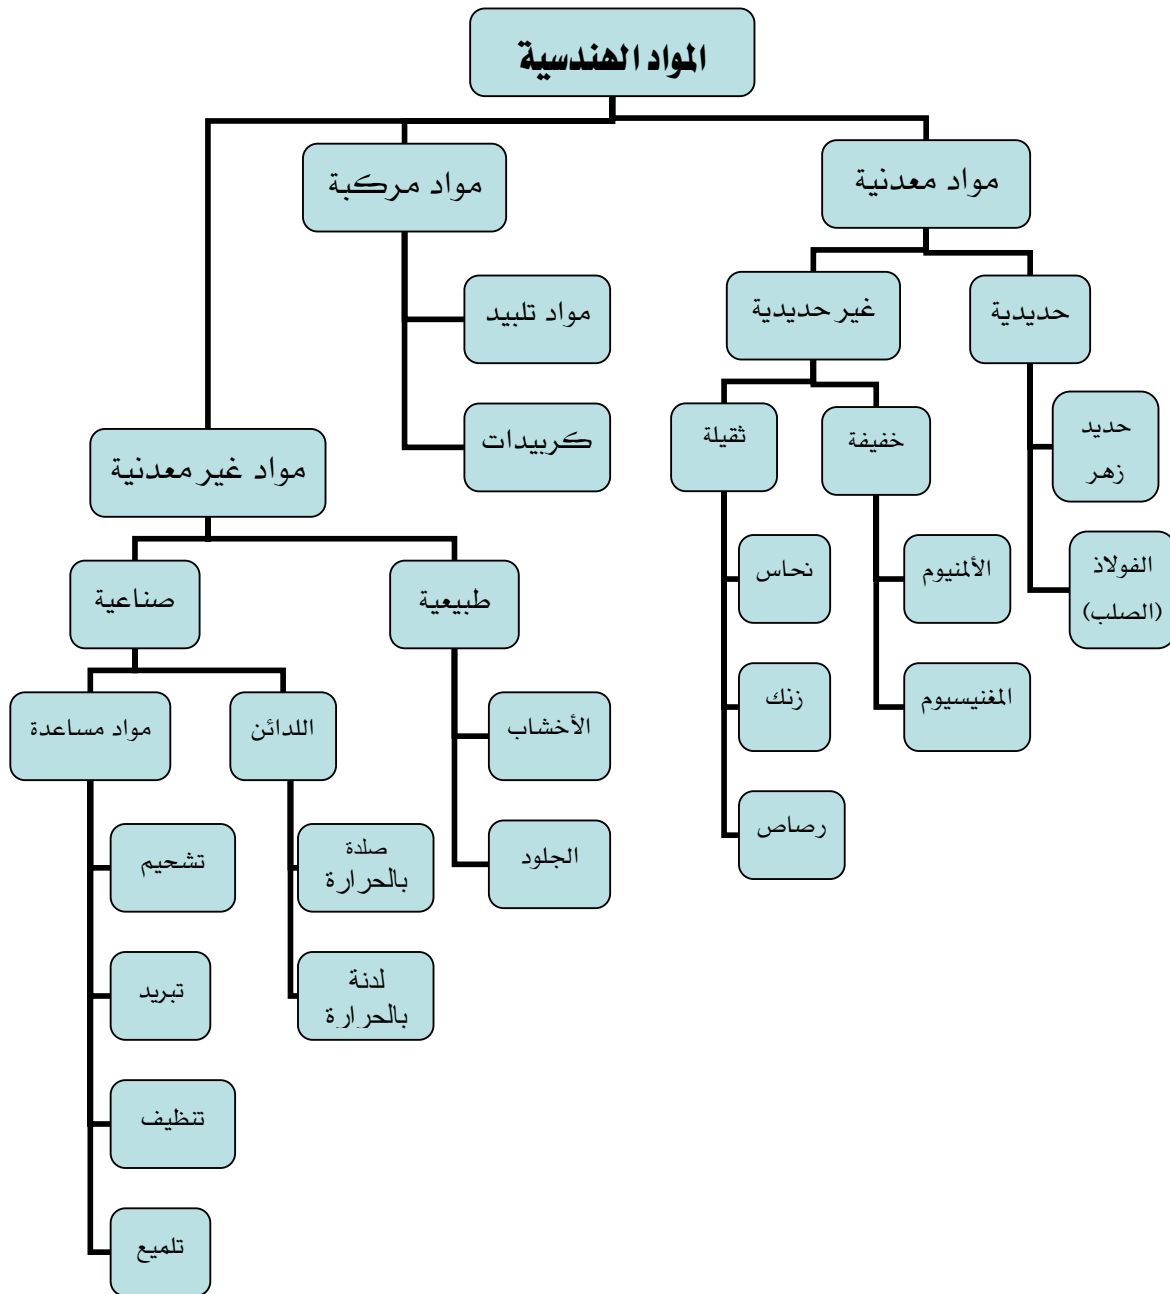 المواد الهندسية
مواد معدنية
مواد مركبة
حديدية
غير حديدية
مواد تلبيد
حديد
زهر
خفيفة
ثقيلة
كربيدات
مواد غير معدنية
الفولاذ
(الصلب)
الألمنيوم
نحاس
طبيعية
صناعية
المغنيسيوم
زنك
الأخشاب
اللدائن
مواد مساعدة
رصاص
الجلود
صلدة
بالحرارة
تشحيم
لدنة
بالحرارة
تبريد
تنظيف
تلميع